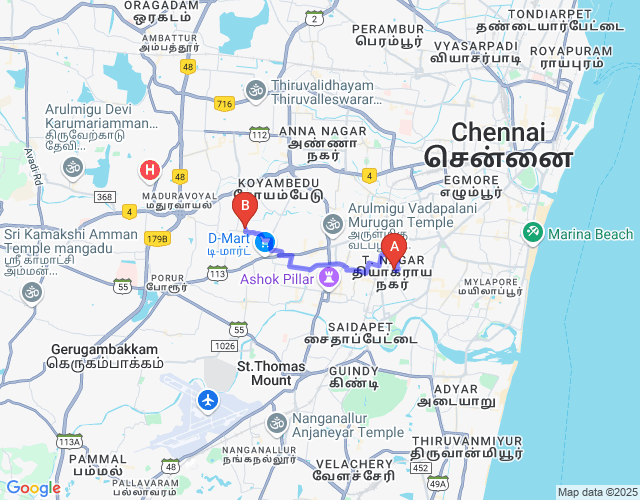 ORAGADAM
ஒரகடம்
AMBATTUR
அம்பத்தூர்
48
2
PERAMBUR
பெரம்பூர்
TONDIARPET
தண்டையார்பேட்டை
VYASARPADI
வியாசர்பாடி
ROYAPURAM
ராயபுரம்
48
Thiruvalidhayam
Thiruvalleswarar...
716
Arulmigu Devi
Karumariamman...
திருவேற்காடு
தேவி...
Avadi Rd
112
ANNA NAGAR
அண்ணா
நகர்
Chennai
சென்னை
H
368
MADURAVOYAL
மதுரவாயல்
KOYAMBEDU
கோயம்பேடு
4
EGMORE
எழும்பூர்
4
B
Arulmigu Vadapalani
Murugan Temple
அருள்மிகு
வடபழ...
Sri Kamakshi Amman
Temple mangadu
ஸ்ரீ காமாட்சி
அம்மன்...
179B
D-Mart
டி-மார்ட்
A
Marina Beach
T. NAGAR
தியாகராய
நகர்
PORUR
போரூர்
113
Ashok Pillar
MYLAPORE
மயிலாப்பூர்
55
55
1026
SAIDAPET
சைதாப்பேட்டை
Gerugambakkam
கெருகம்பாக்கம்
St.Thomas
Mount
GUINDY
கிண்டி
ADYAR
அடையாறு
Nanganallur
Anjaneyar Temple
113A
PAMMAL
பம்மல்
48
NANGANALLUR
நங்கநல்லூர்
THIRUVANMIYUR
திருவான்மியூர்
PALLAVARAM
பல்லாவரம்
VELACHERY
வேளச்சேரி
452
49A
48
Google
Map data ©2025